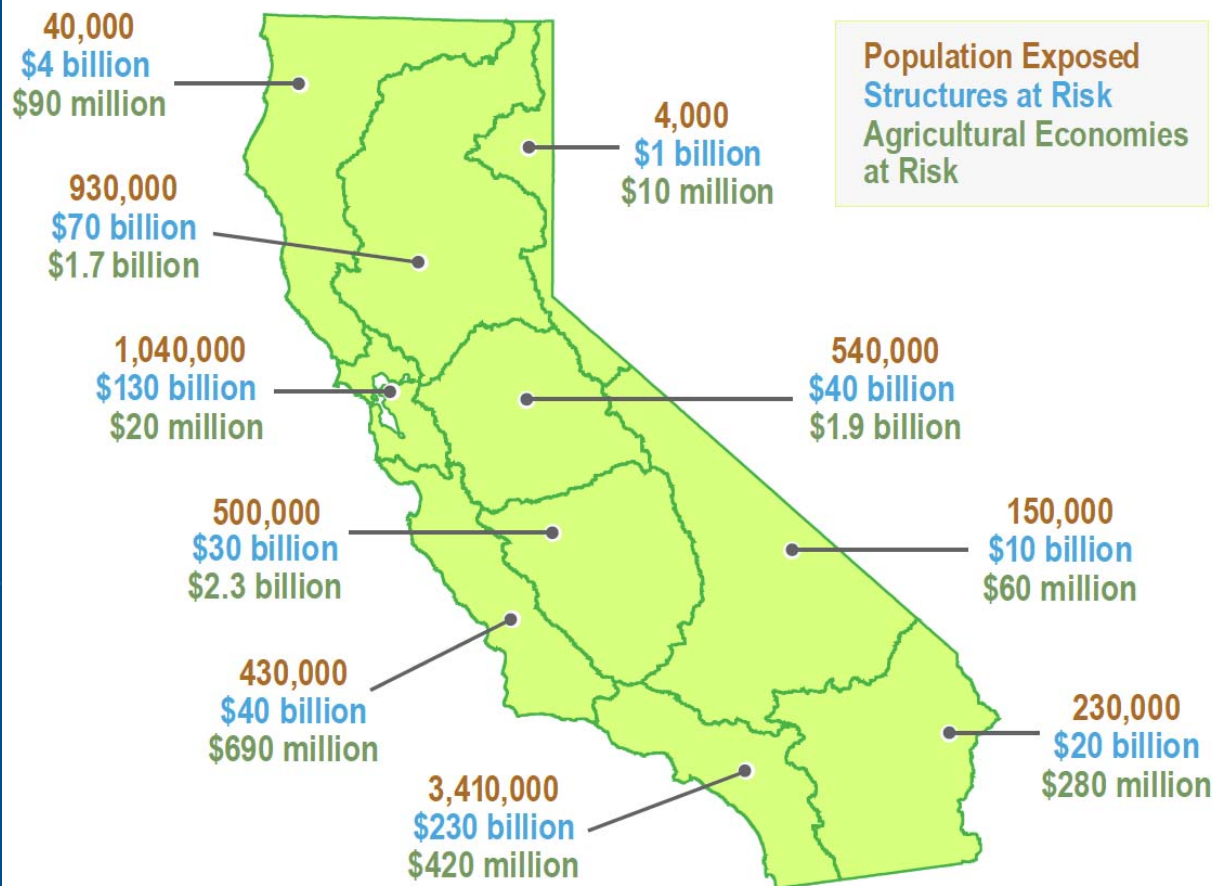 40,000
$4 billion
$90 million
Population Exposed
Structures at Risk
Agricultural Economies
at Risk
4,000
$1 billion
$10 million
930,000
$70 billion
$1.7 billion
1,040,000
$130 billion
$20 million
540,000
$40 billion
$1.9 billion
500,000
$30 billion
$2.3 billion
150,000
$10 billion
$60 million
430,000
$40 billion
$690 million
230,000
$20 billion
$280 million
3,410,000
$230 billion
$420 million